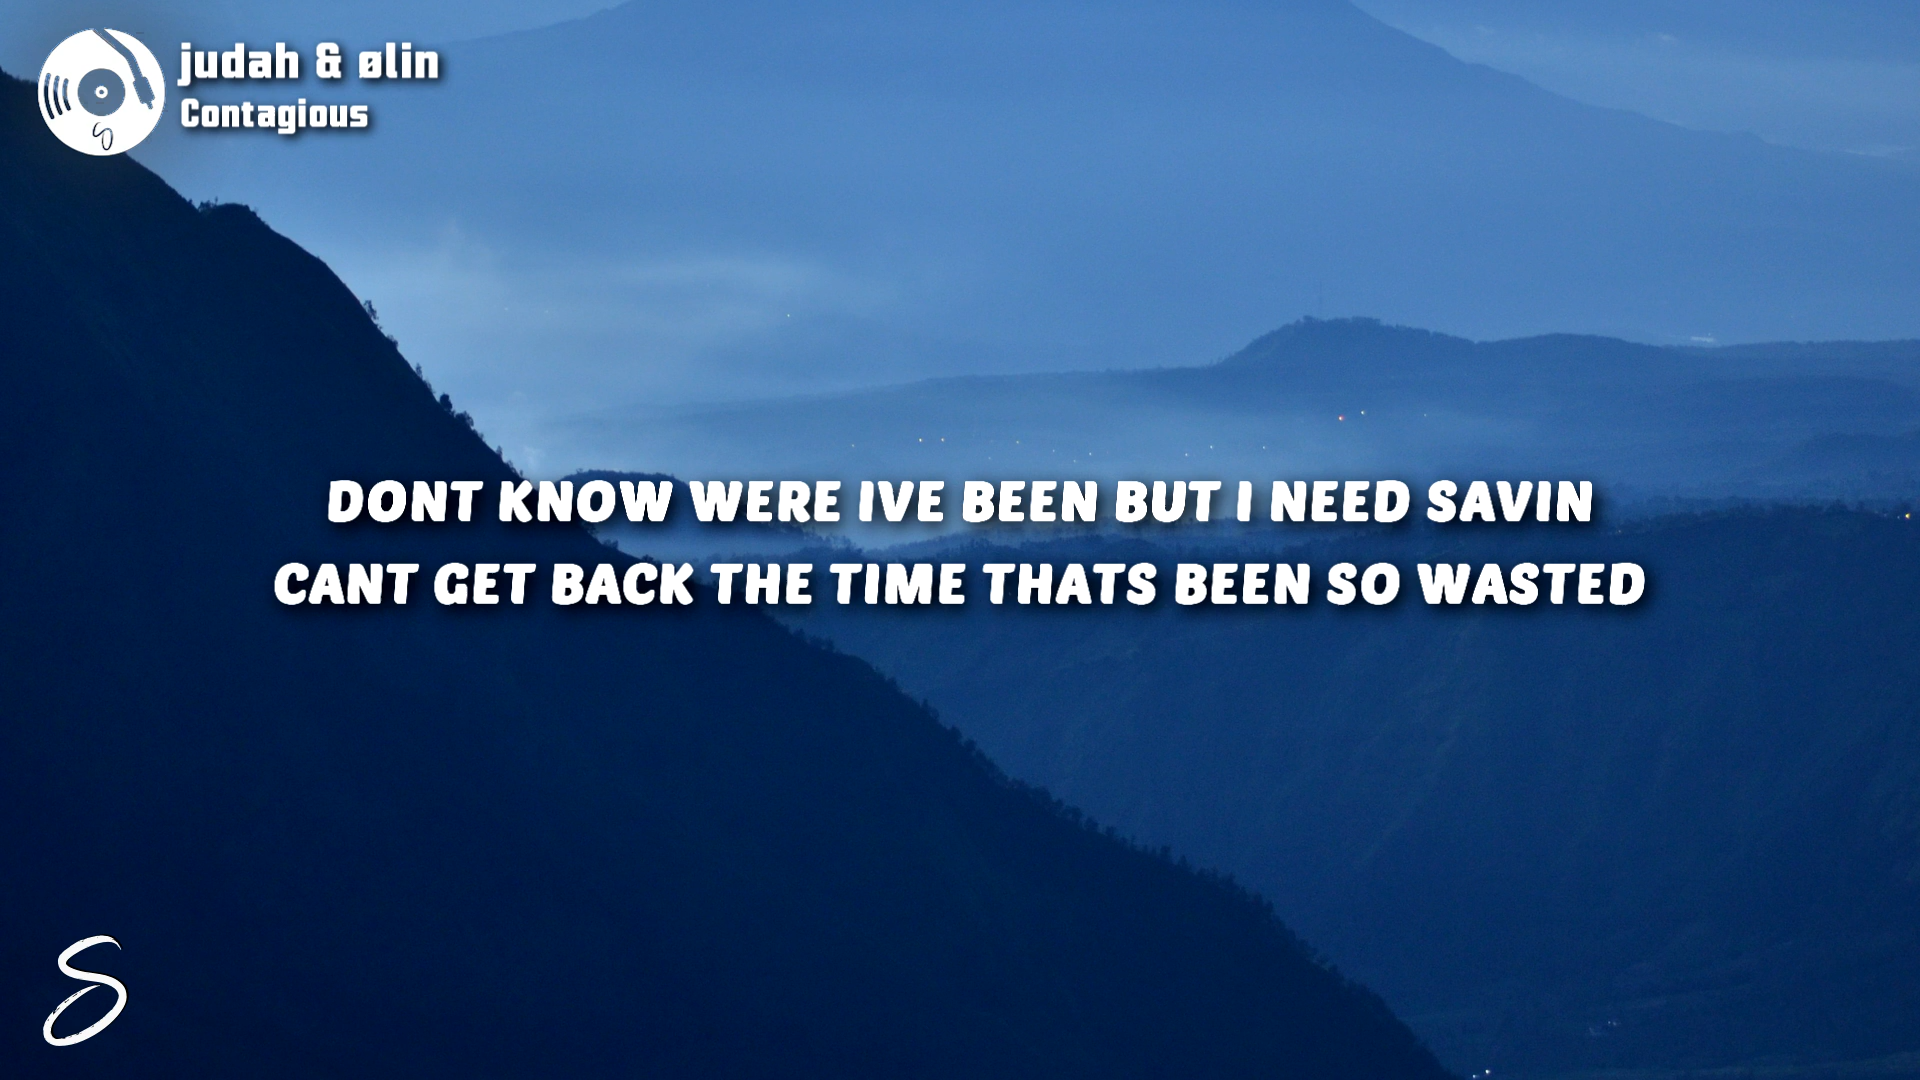 judah & ølin
Contagious
DONT KNOW WERE IVE BEEN BUT I NEED SAVIN
CANT GET BACK THE TIME THATS BEEN SO WASTED
S